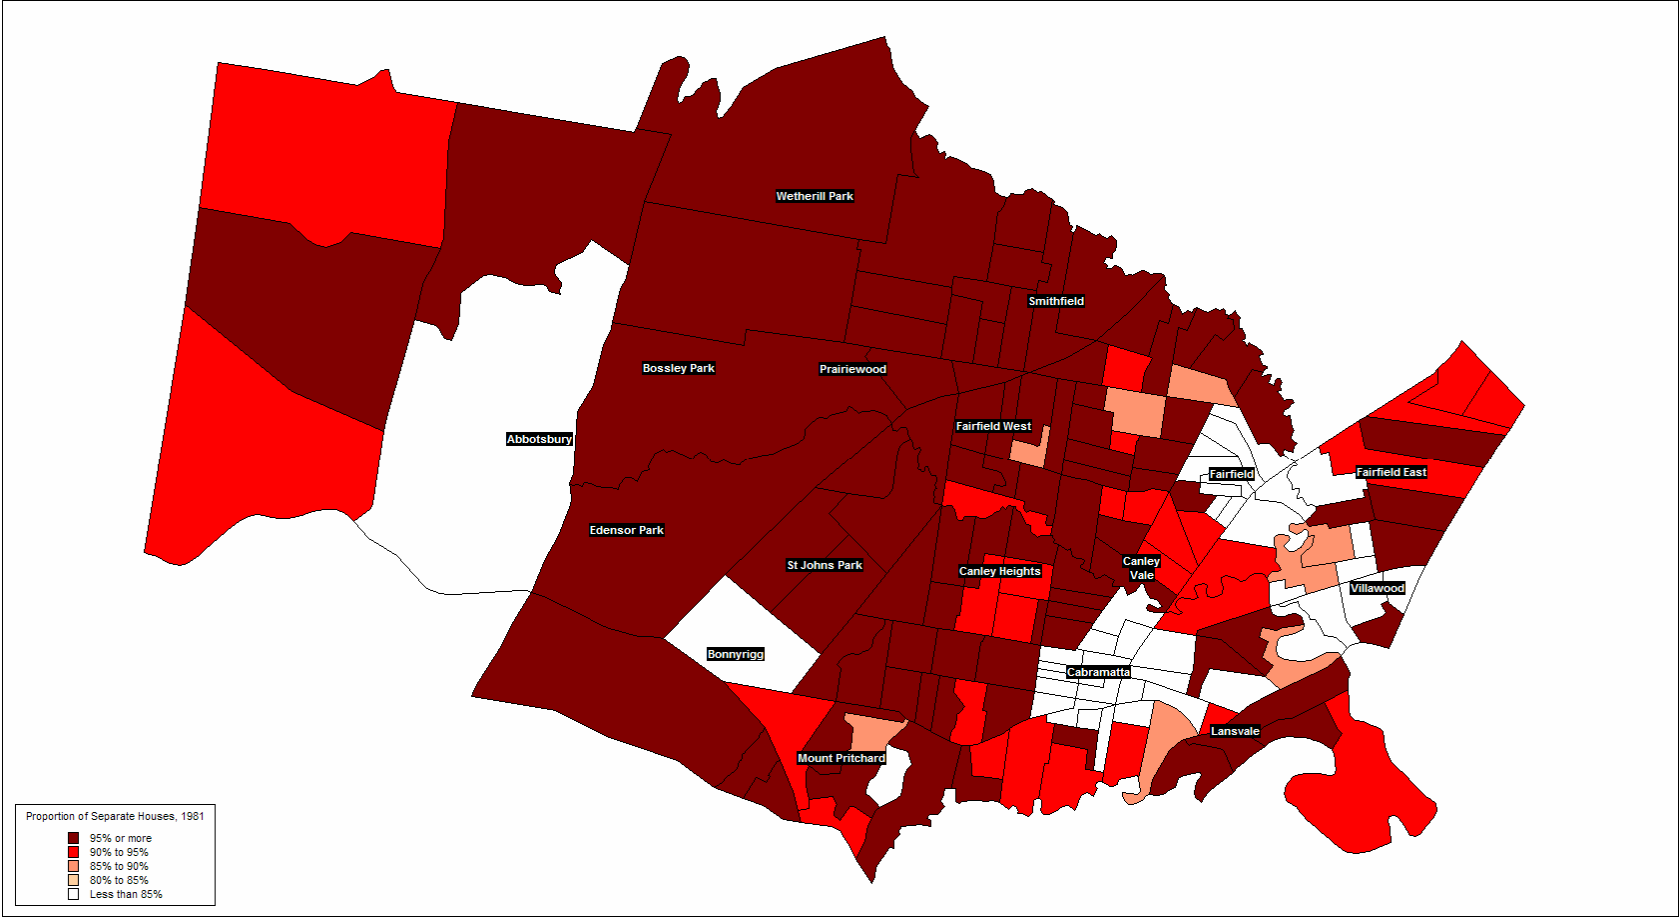 Wetherill Park
Smithfield
Bossley Park
Prairiewood
Fairfield West
Abbotsbury
Fairfield
Fairfield East
Edensor Park
St Johns Park
Canley Heights
Canley
Vale
Villawood
Bonnyrigg
Cabramatta
Lansvale
Mount Pritchard
Proportion of Separate Houses, 1981
95% or more
90% to 95%
85% to 90%
80% to 85%
Less than 85%